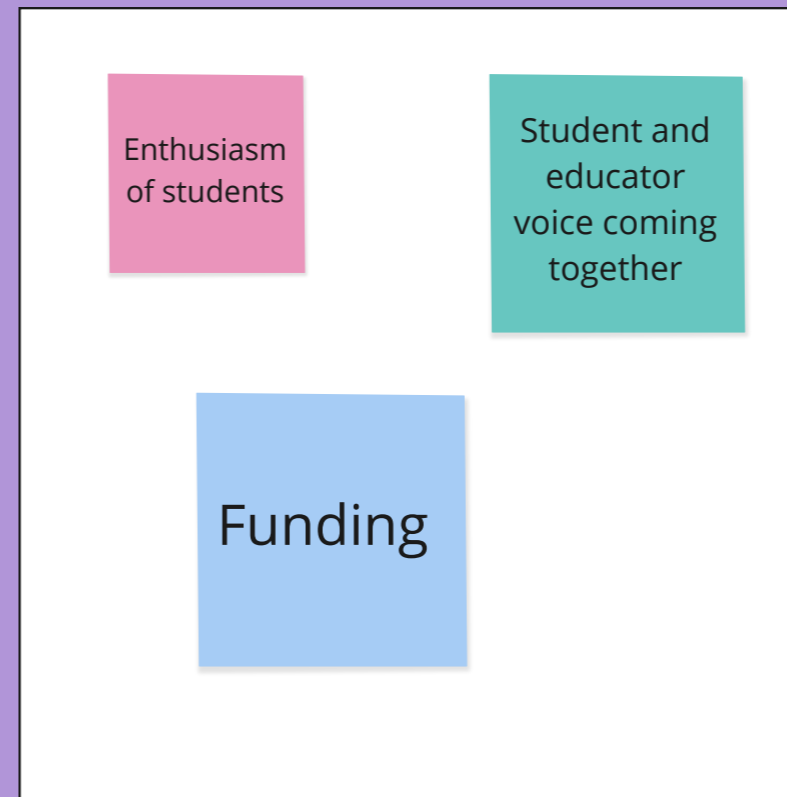 Enthusiasm
of students
Student and
educator
voice coming
together
Funding